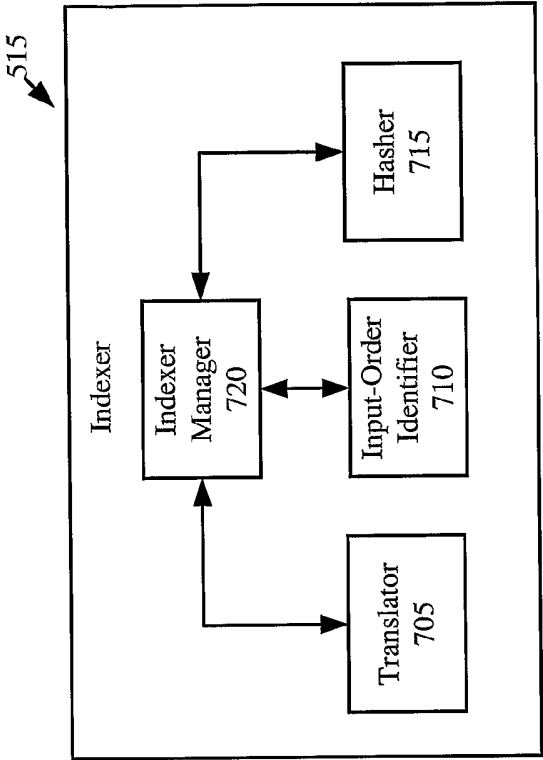 515
Indexer
Indexer
Manager
720
Translator
705
Input-Order
Identifier
710
Hasher
715